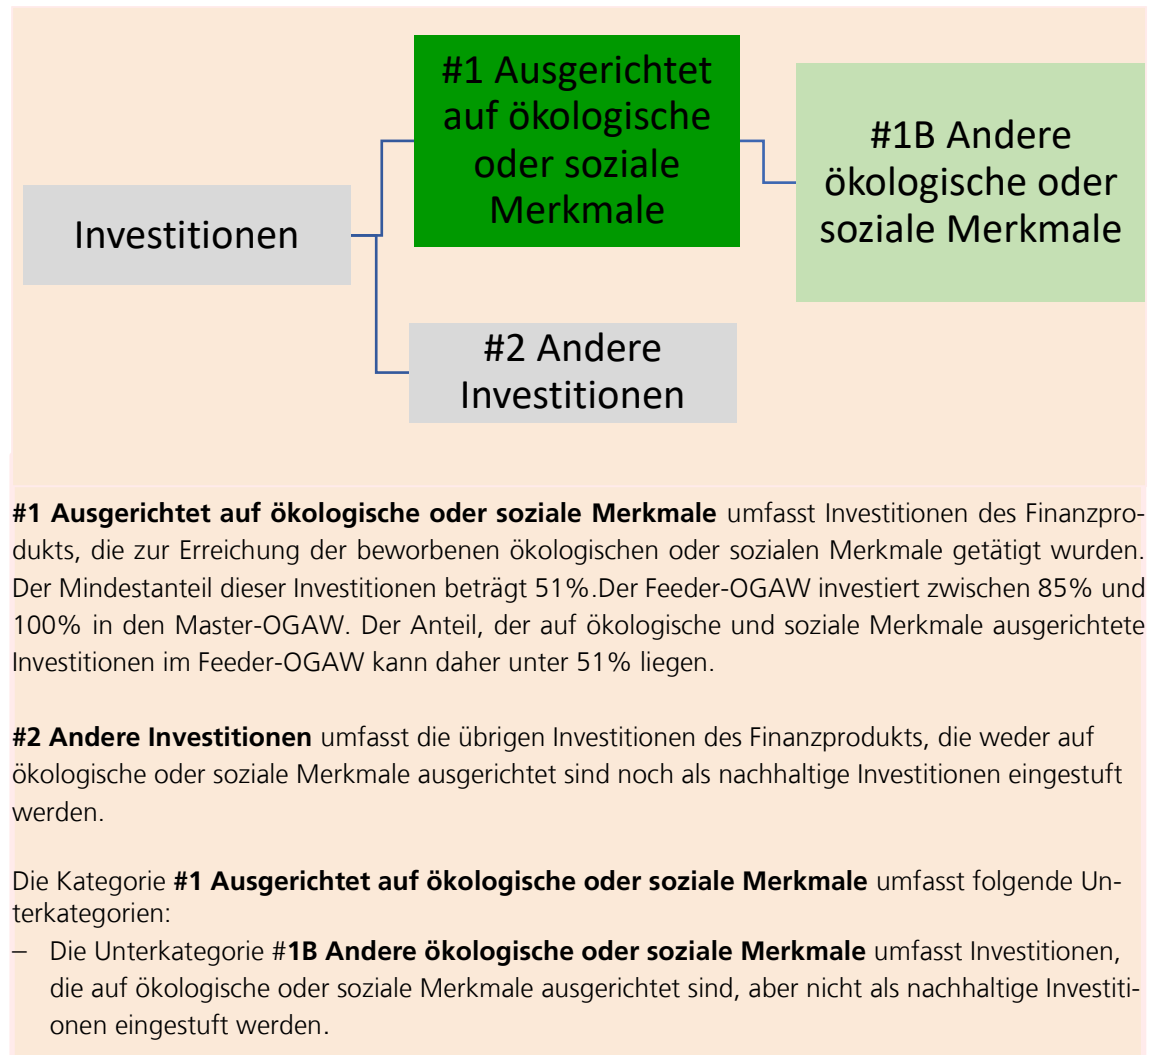 #1 Ausgerichtet
auf ökologische
oder soziale
Merkmale
#1B Andere
ökologische oder
soziale Merkmale
Investitionen
#2 Andere
Investitionen
#1 Ausgerichtet auf ökologische oder soziale Merkmale umfasst Investitionen des Finanzpro-
dukts, die zur Erreichung der beworbenen ökologischen oder sozialen Merkmale getätigt wurden.
Der Mindestanteil dieser Investitionen beträgt 51%.Der Feeder-OGAW investiert zwischen 85% und
100% in den Master-OGAW. Der Anteil, der auf ökologische und soziale Merkmale ausgerichtete
Investitionen im Feeder-OGAW kann daher unter 51% liegen.
#2 Andere Investitionen umfasst die übrigen Investitionen des Finanzprodukts, die weder auf
ökologische oder soziale Merkmale ausgerichtet sind noch als nachhaltige Investitionen eingestuft
werden.
Die Kategorie #1 Ausgerichtet auf ökologische oder soziale Merkmale umfasst folgende Un-
terkategorien:
– Die Unterkategorie #1B Andere ökologische oder soziale Merkmale umfasst Investitionen,
die auf ökologische oder soziale Merkmale ausgerichtet sind, aber nicht als nachhaltige Investiti-
onen eingestuft werden.